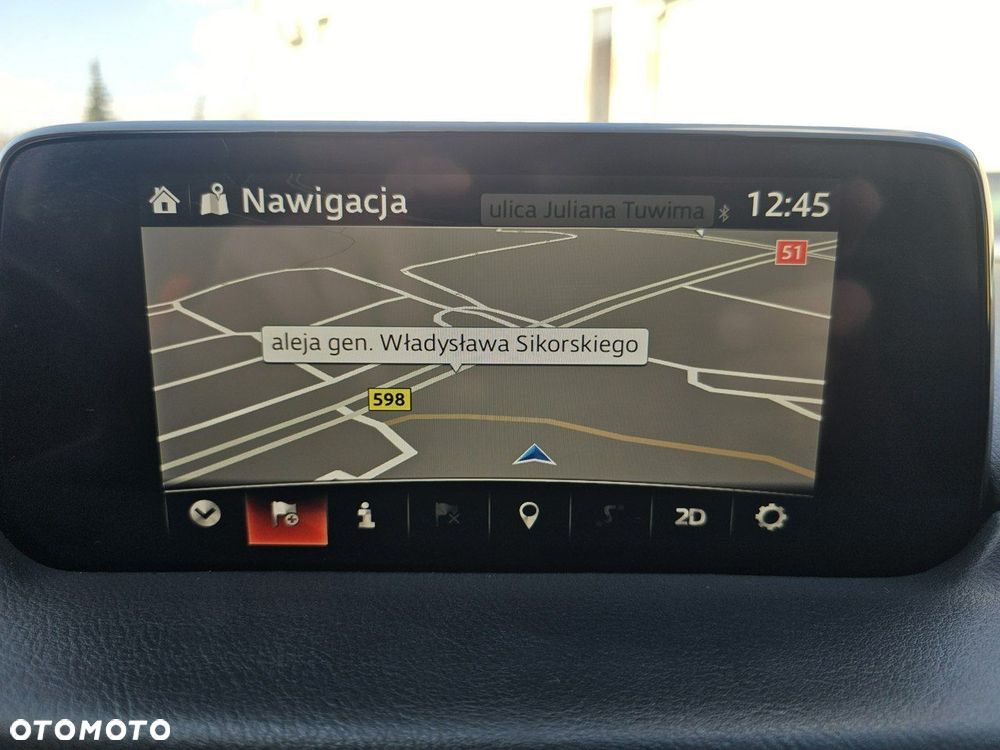 Nawigacja
ulica Juliana Tuwima
12:45
51
aleja gen. Władysława Sikorskiego
598
2D
OTOMOTO